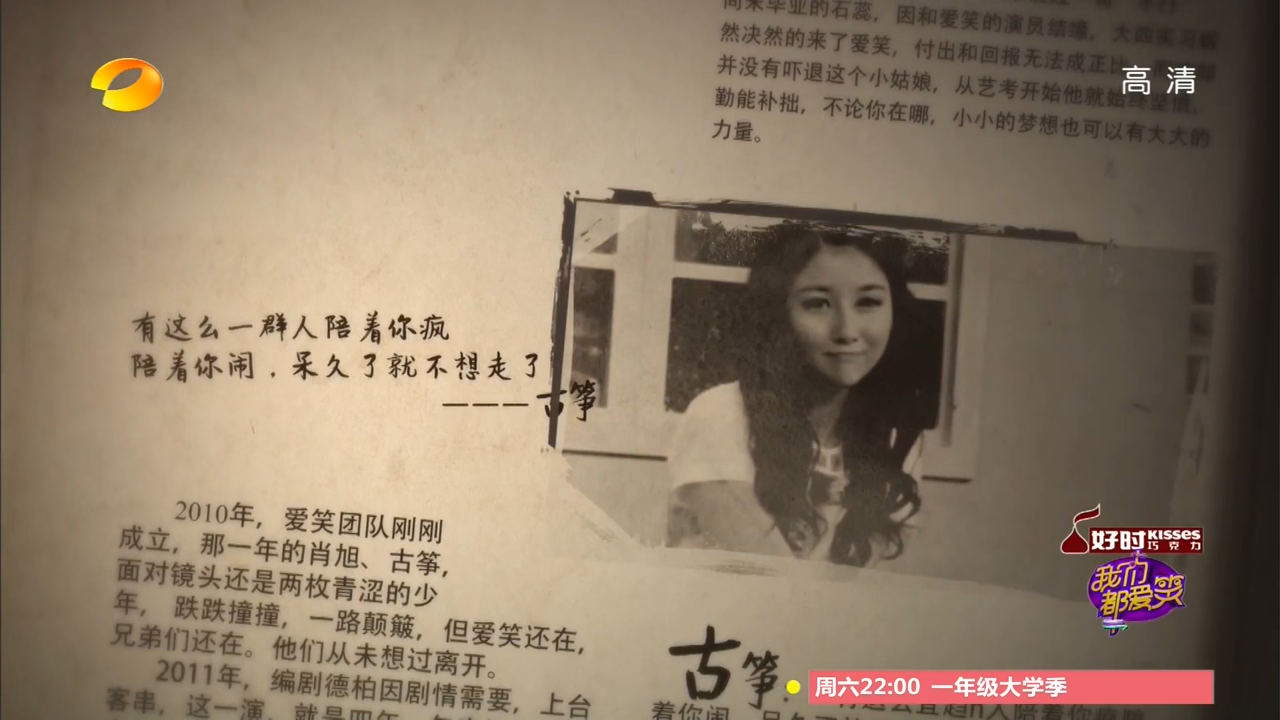 高清
尚未毕业的石蕊，因和爱笑的演员结缘，大四实习毅
然决然的来了爱笑，付出和回报无法成正比，
并没有吓退这个小姑娘，从艺考开始他就始终坚信，
勤能补拙，不论你在哪，小小的梦想也可以有大大的
力量。
有这么一群人陪着你疯
陪着你闹，呆久了就不想走了
———古筝
2010年，爱笑团队刚刚
成立，那一年的肖旭、古筝，
面对镜头还是两枚青涩的少
年，跌跌撞撞，一路颠簸，但爱笑还在，
兄弟们还在。他们从未想过离开。
2011年，编剧德柏因剧情需要，上台
客串，这一演，就是四年，
古筝：
好时KISSES
巧克力
我们都爱笑
周六22:00 一年级大学季